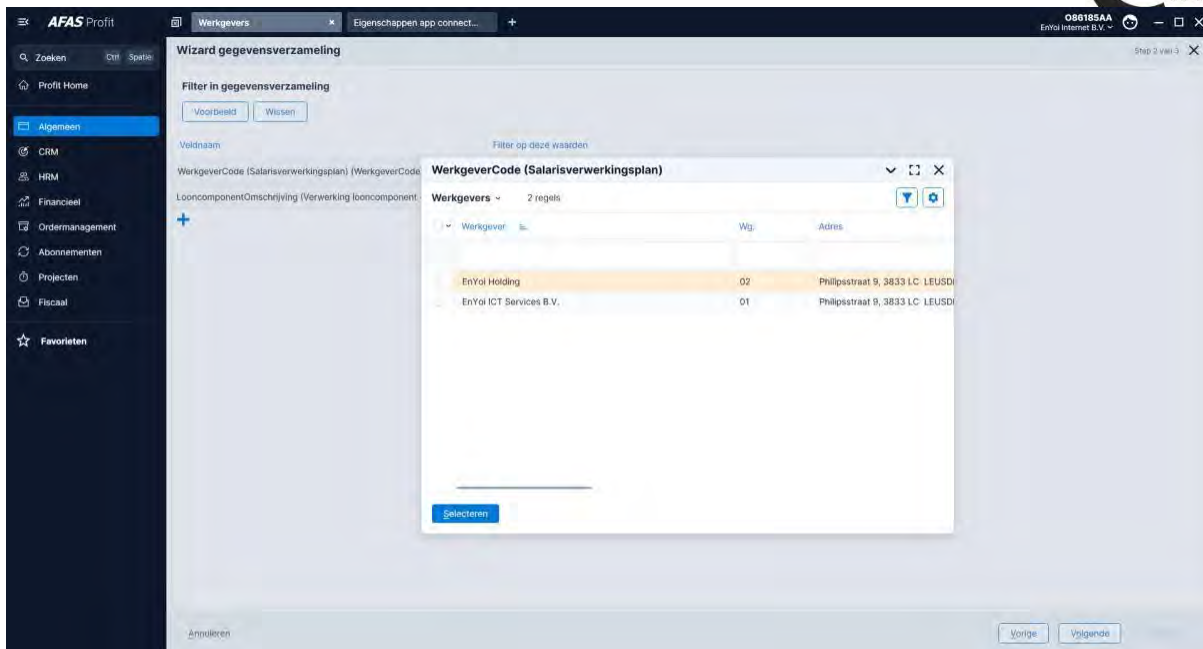 AFAS Profit
Werkgevers
Eigenschappen app connect...
O86185AA
EnYoi Internet B.V.
Zoeken Ctrl Spatie
Wizard gegevensverzameling
Step 2 van 3
Profit Home
Filter in gegevensverzameling
Voorbeeld Wissen
Algemeen
CRM
HRM
Financieel
Ordermanagement
Abonnementen
Projecten
Fiscaal
Favorieten
Veldnaam Filter op deze waarden
WerkgeverCode (Salarisverwerkingsplan) (WerkgeverCode
LooncomponentOmschrijving (Verwerking looncomponent
WerkgeverCode (Salarisverwerkingsplan)
Werkgevers 2 regels
Werkgever Wg. Adres
EnYoi Holding 02 Philipsstraat 9, 3833 LC LEUSD
EnYoi ICT Services B.V. 01 Philipsstraat 9, 3833 LC LEUSD
Selecteren
Annuleren
Vorige Volgende